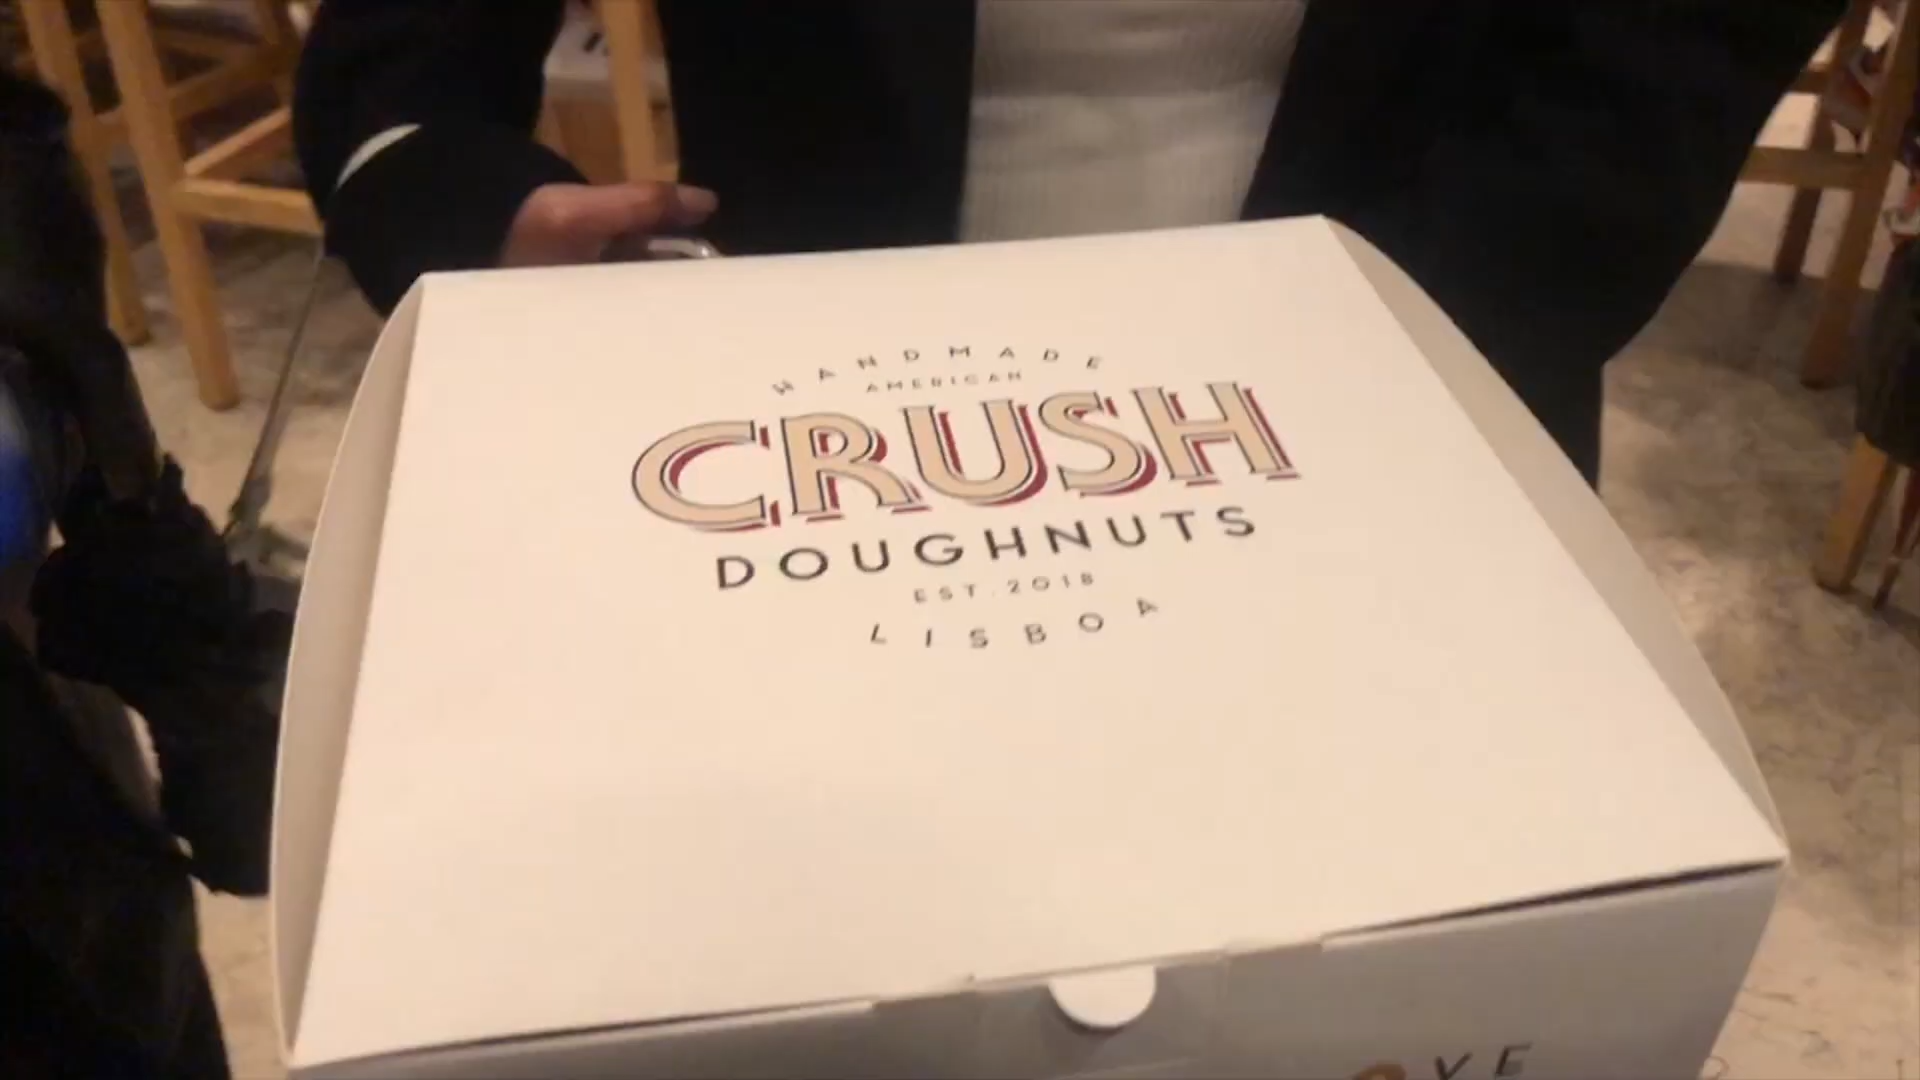 HANDMADE
AMERICAN
CRUSH
DOUGHNUTS
EST. 2018
LISBOA